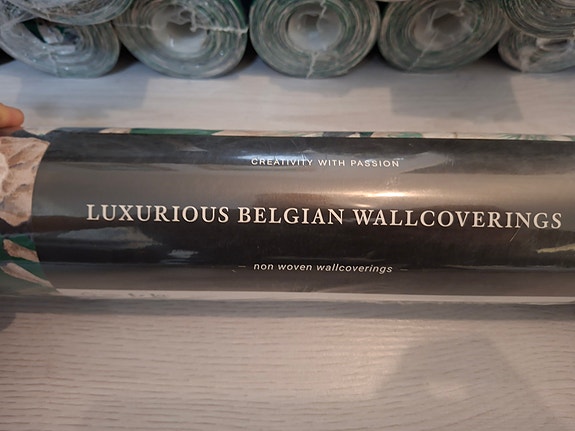 CREATIVITY WITH PASSION
LUXURIOUS BELGIAN WALLCOVERINGS
non woven wallcoverings